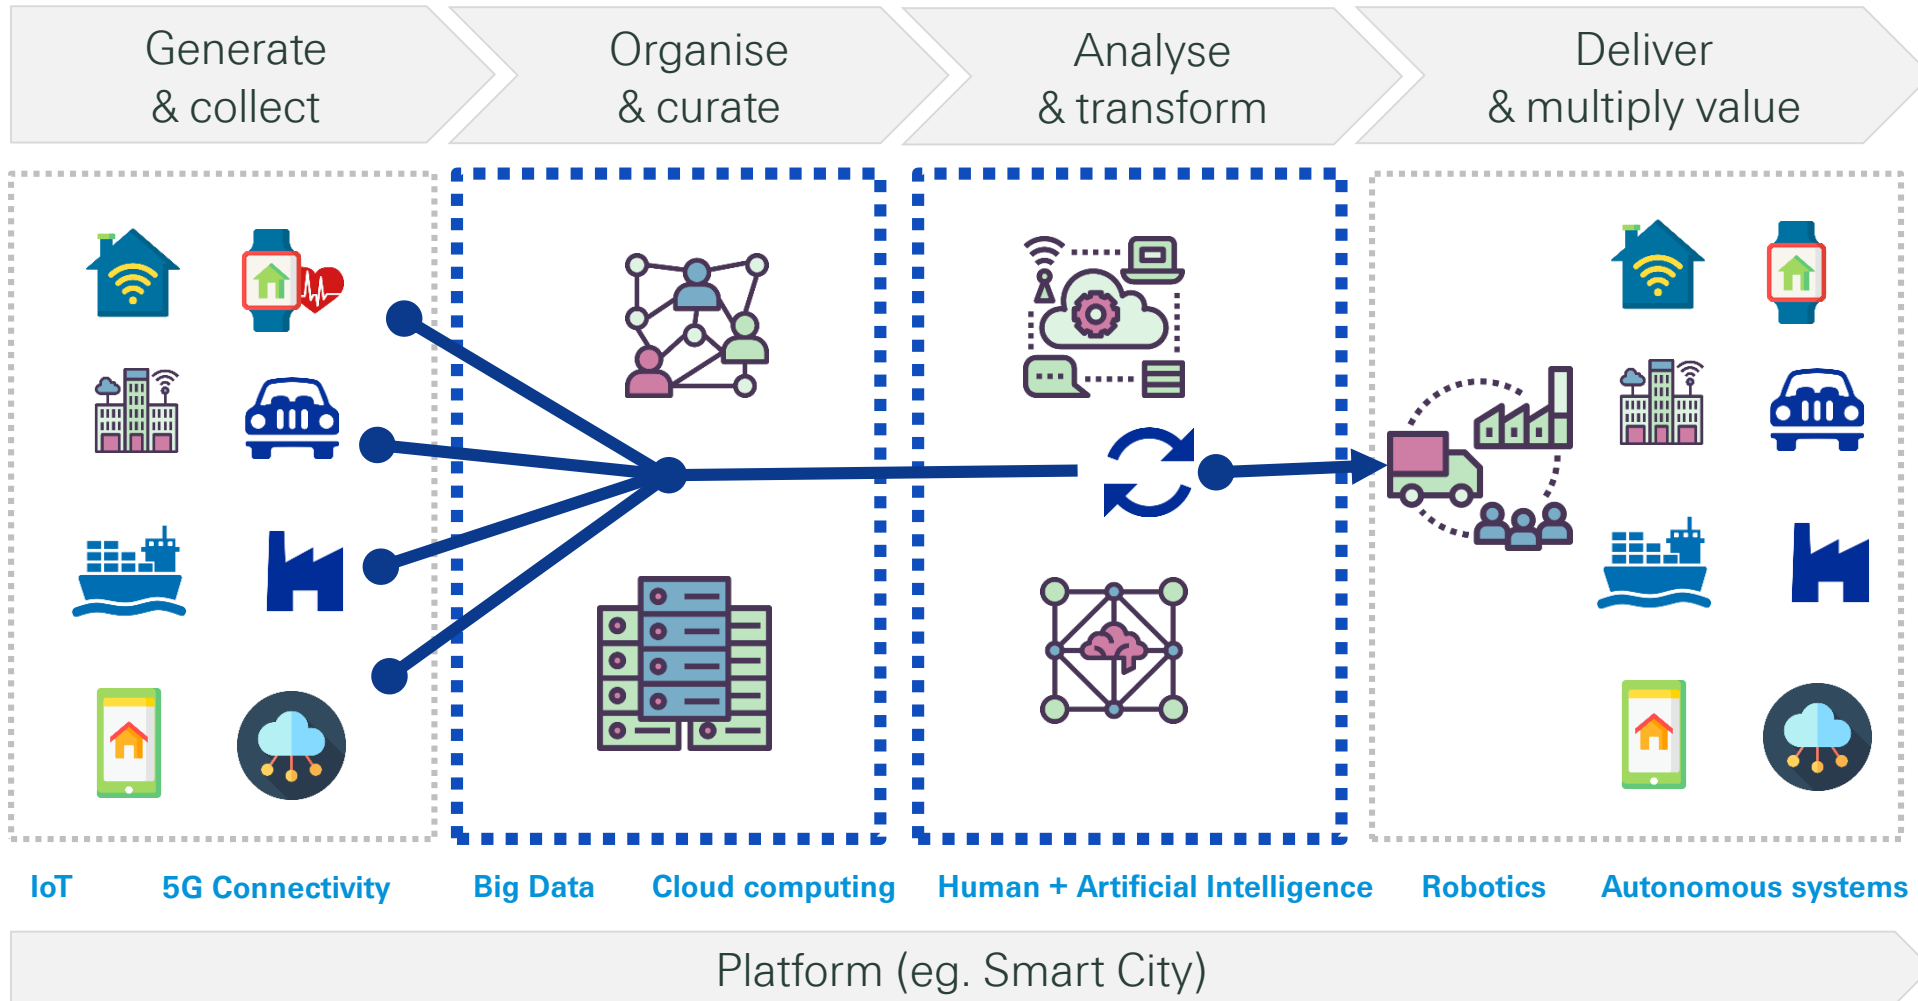 Generate
& collect
Organise
& curate
Analyse
& transform
Deliver
& multiply value
IoT
5G Connectivity
Big Data
Cloud computing
Human + Artificial Intelligence
Robotics
Autonomous systems
Platform (eg. Smart City)